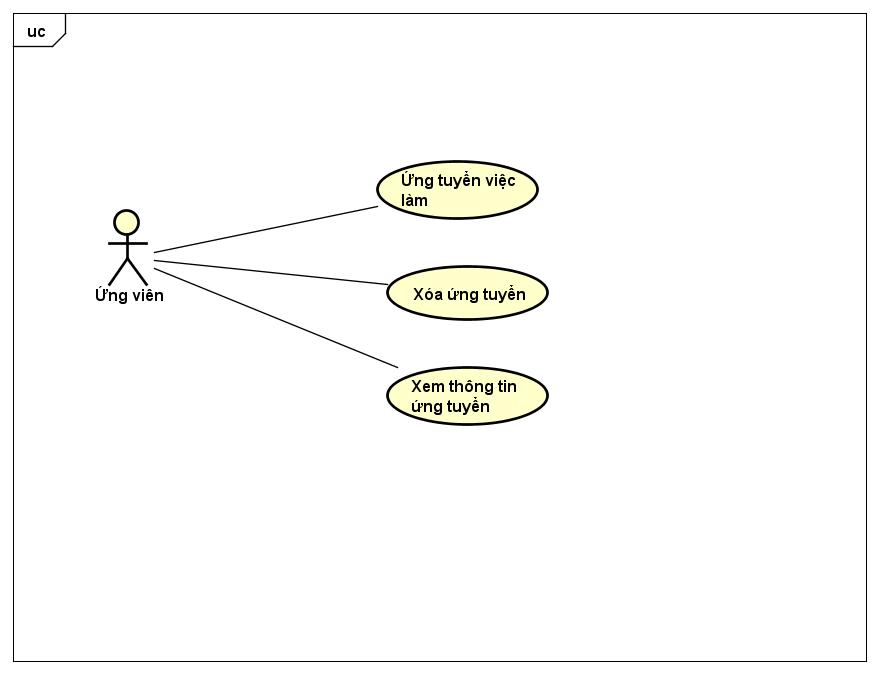 uc
Ứng tuyển việc
làm
Ứng viên
Xóa ứng tuyển
Xem thông tin
ứng tuyển